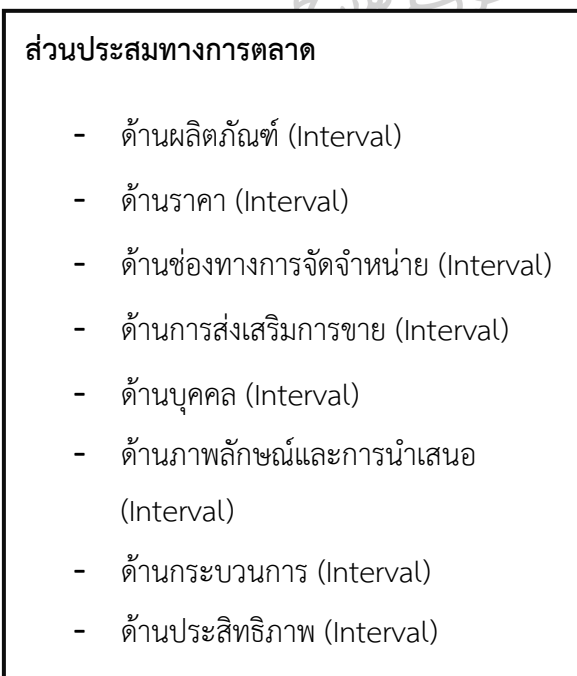 ส่วนประสมทางการตลาด
- ด้านผลิตภัณฑ์ (Interval)
- ด้านราคา (Interval)
- ด้านช่องทางการจัดจำหน่าย (Interval)
- ด้านการส่งเสริมการขาย (Interval)
- ด้านบุคคล (Interval)
- ด้านภาพลักษณ์และการนำเสนอ
(Interval)
- ด้านกระบวนการ (Interval)
- ด้านประสิทธิภาพ (Interval)